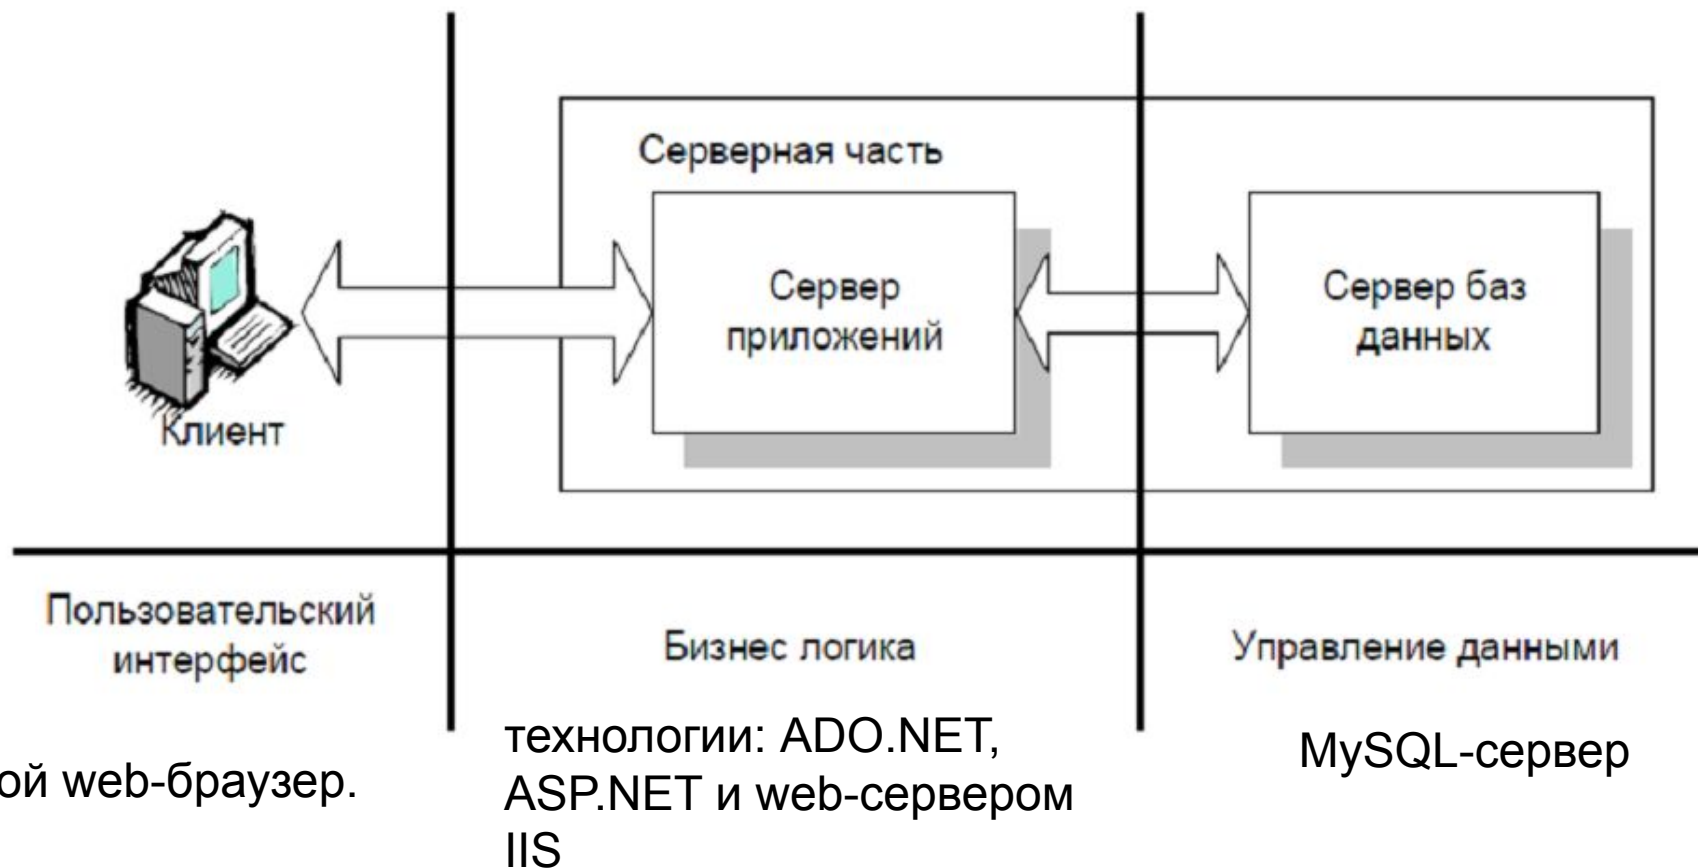 Серверная часть
Сервер
приложений
Сервер баз
данных
Клиент
Пользовательский
интерфейс
Бизнес логика
Управление данными
ой web-браузер.
технологии: ADO.NET,
ASP.NET и web-сервером
IIS
MySQL-сервер